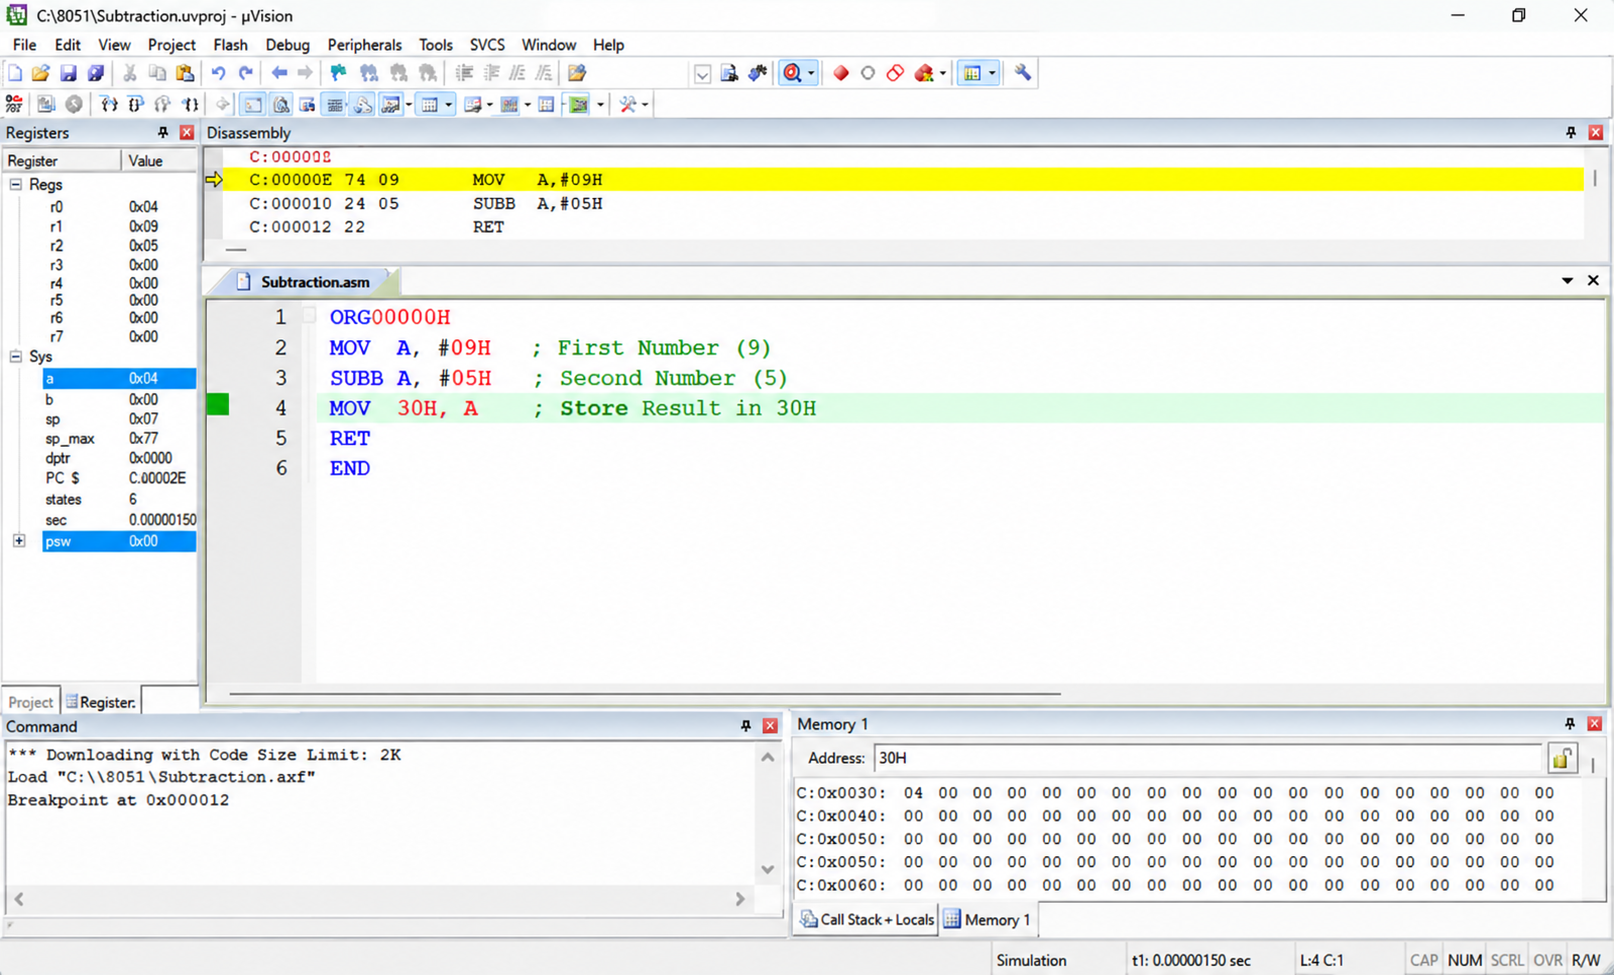 C:\8051\Subtraction.uvproj - µVision
File Edit View Project Flash Debug Peripherals Tools SVCS Window Help
Registers
Register Value
Regs
r0 0x04
r1 0x09
r2 0x05
r3 0x00
r4 0x00
r5 0x00
r6 0x00
r7 0x00
Sys
a 0x04
b 0x00
sp 0x07
sp_max 0x77
dptr 0x0000
PC $ C.00002E
states 6
sec 0.00000150
psw 0x00
Project Register.
Disassembly
C:00000E 74 09 MOV A,#09H
C:000010 24 05 SUBB A,#05H
C:000012 22 RET
Subtraction.asm
1 ORG00000H
2 MOV A, #09H ; First Number (9)
3 SUBB A, #05H ; Second Number (5)
4 MOV 30H, A ; Store Result in 30H
5 RET
6 END
Command
*** Downloading with Code Size Limit: 2K
Load "C:\\8051\Subtraction.axf"
Breakpoint at 0x000012
Memory 1
Address: 30H
C:0x0030: 04 00 00 00 00 00 00 00 00 00 00 00 00 00 00 00 00 00 00
C:0x0040: 00 00 00 00 00 00 00 00 00 00 00 00 00 00 00 00 00 00 00
C:0x0050: 00 00 00 00 00 00 00 00 00 00 00 00 00 00 00 00 00 00 00
C:0x0050: 00 00 00 00 00 00 00 00 00 00 00 00 00 00 00 00 00 00 00
C:0x0060: 00 00 00 00 00 00 00 00 00 00 00 00 00 00 00 00 00 00 00
Call Stack + Locals Memory 1
Simulation t1: 0.00000150 sec L:4 C:1 CAP NUM SCRL OVR R/W